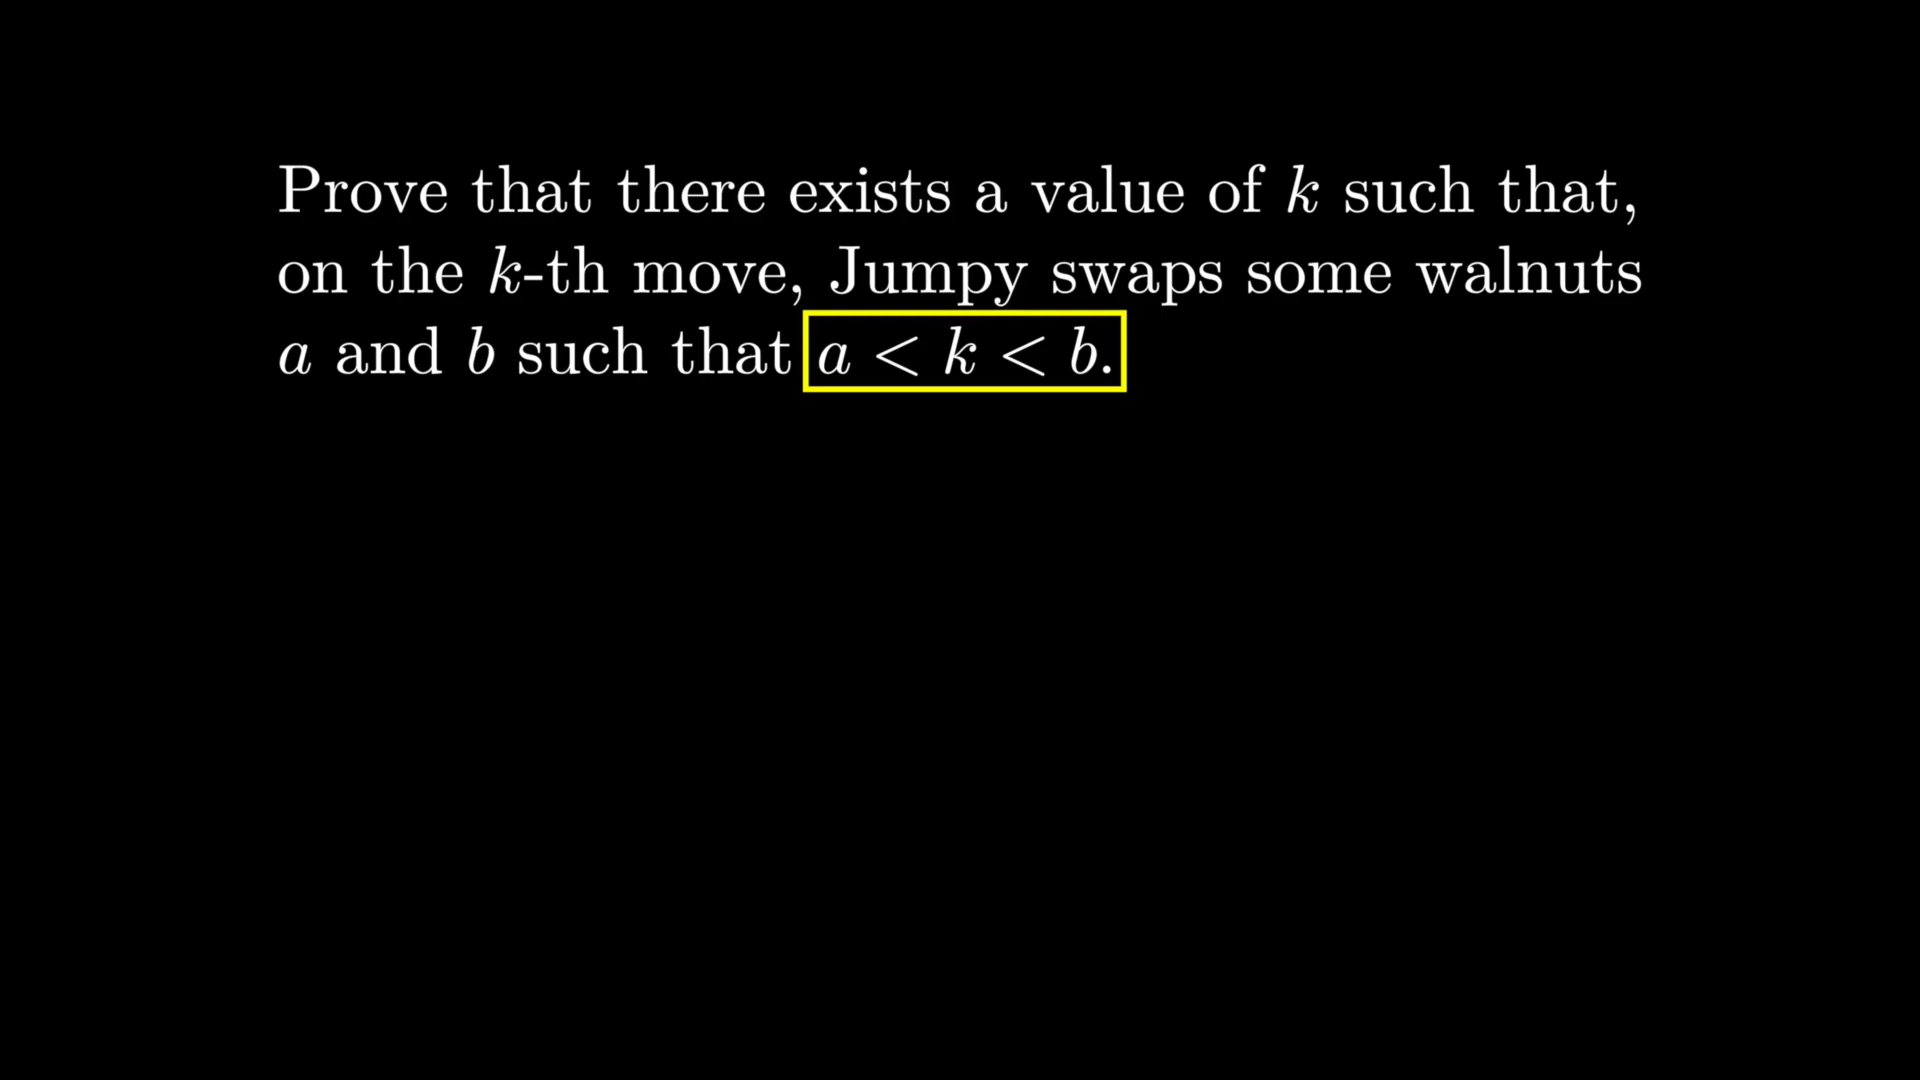 Prove that there exists a value of k such that,
on the k-th move, Jumpy swaps some walnuts
a and b such that a < k < b.